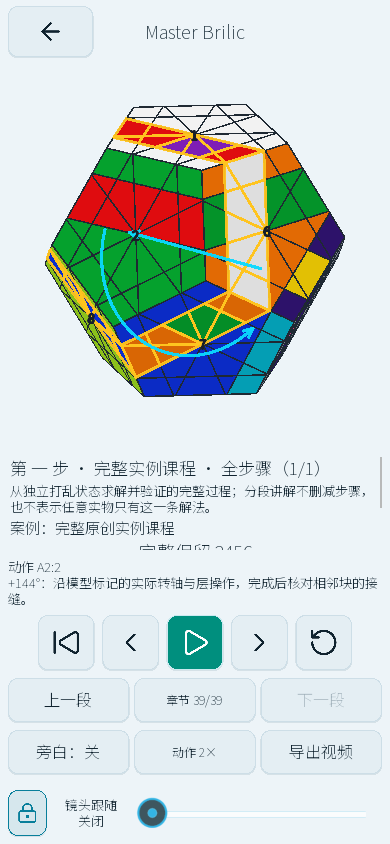 Master Brilic
1
2
6
7
8
第一步 · 完整实例课程 · 全步骤（1/1）
从独立打乱状态求解并验证的完整过程；分段讲解不删减步骤，
也不表示任意实物只有这一条解法。
案例：完整原创实例课程
动作 A2:2
+144°：沿模型标记的实际转轴与层操作，完成后核对相邻块的接
缝。
上一段
章节 39/39
下一段
旁白：关
动作 2×
导出视频
镜头跟随
关闭